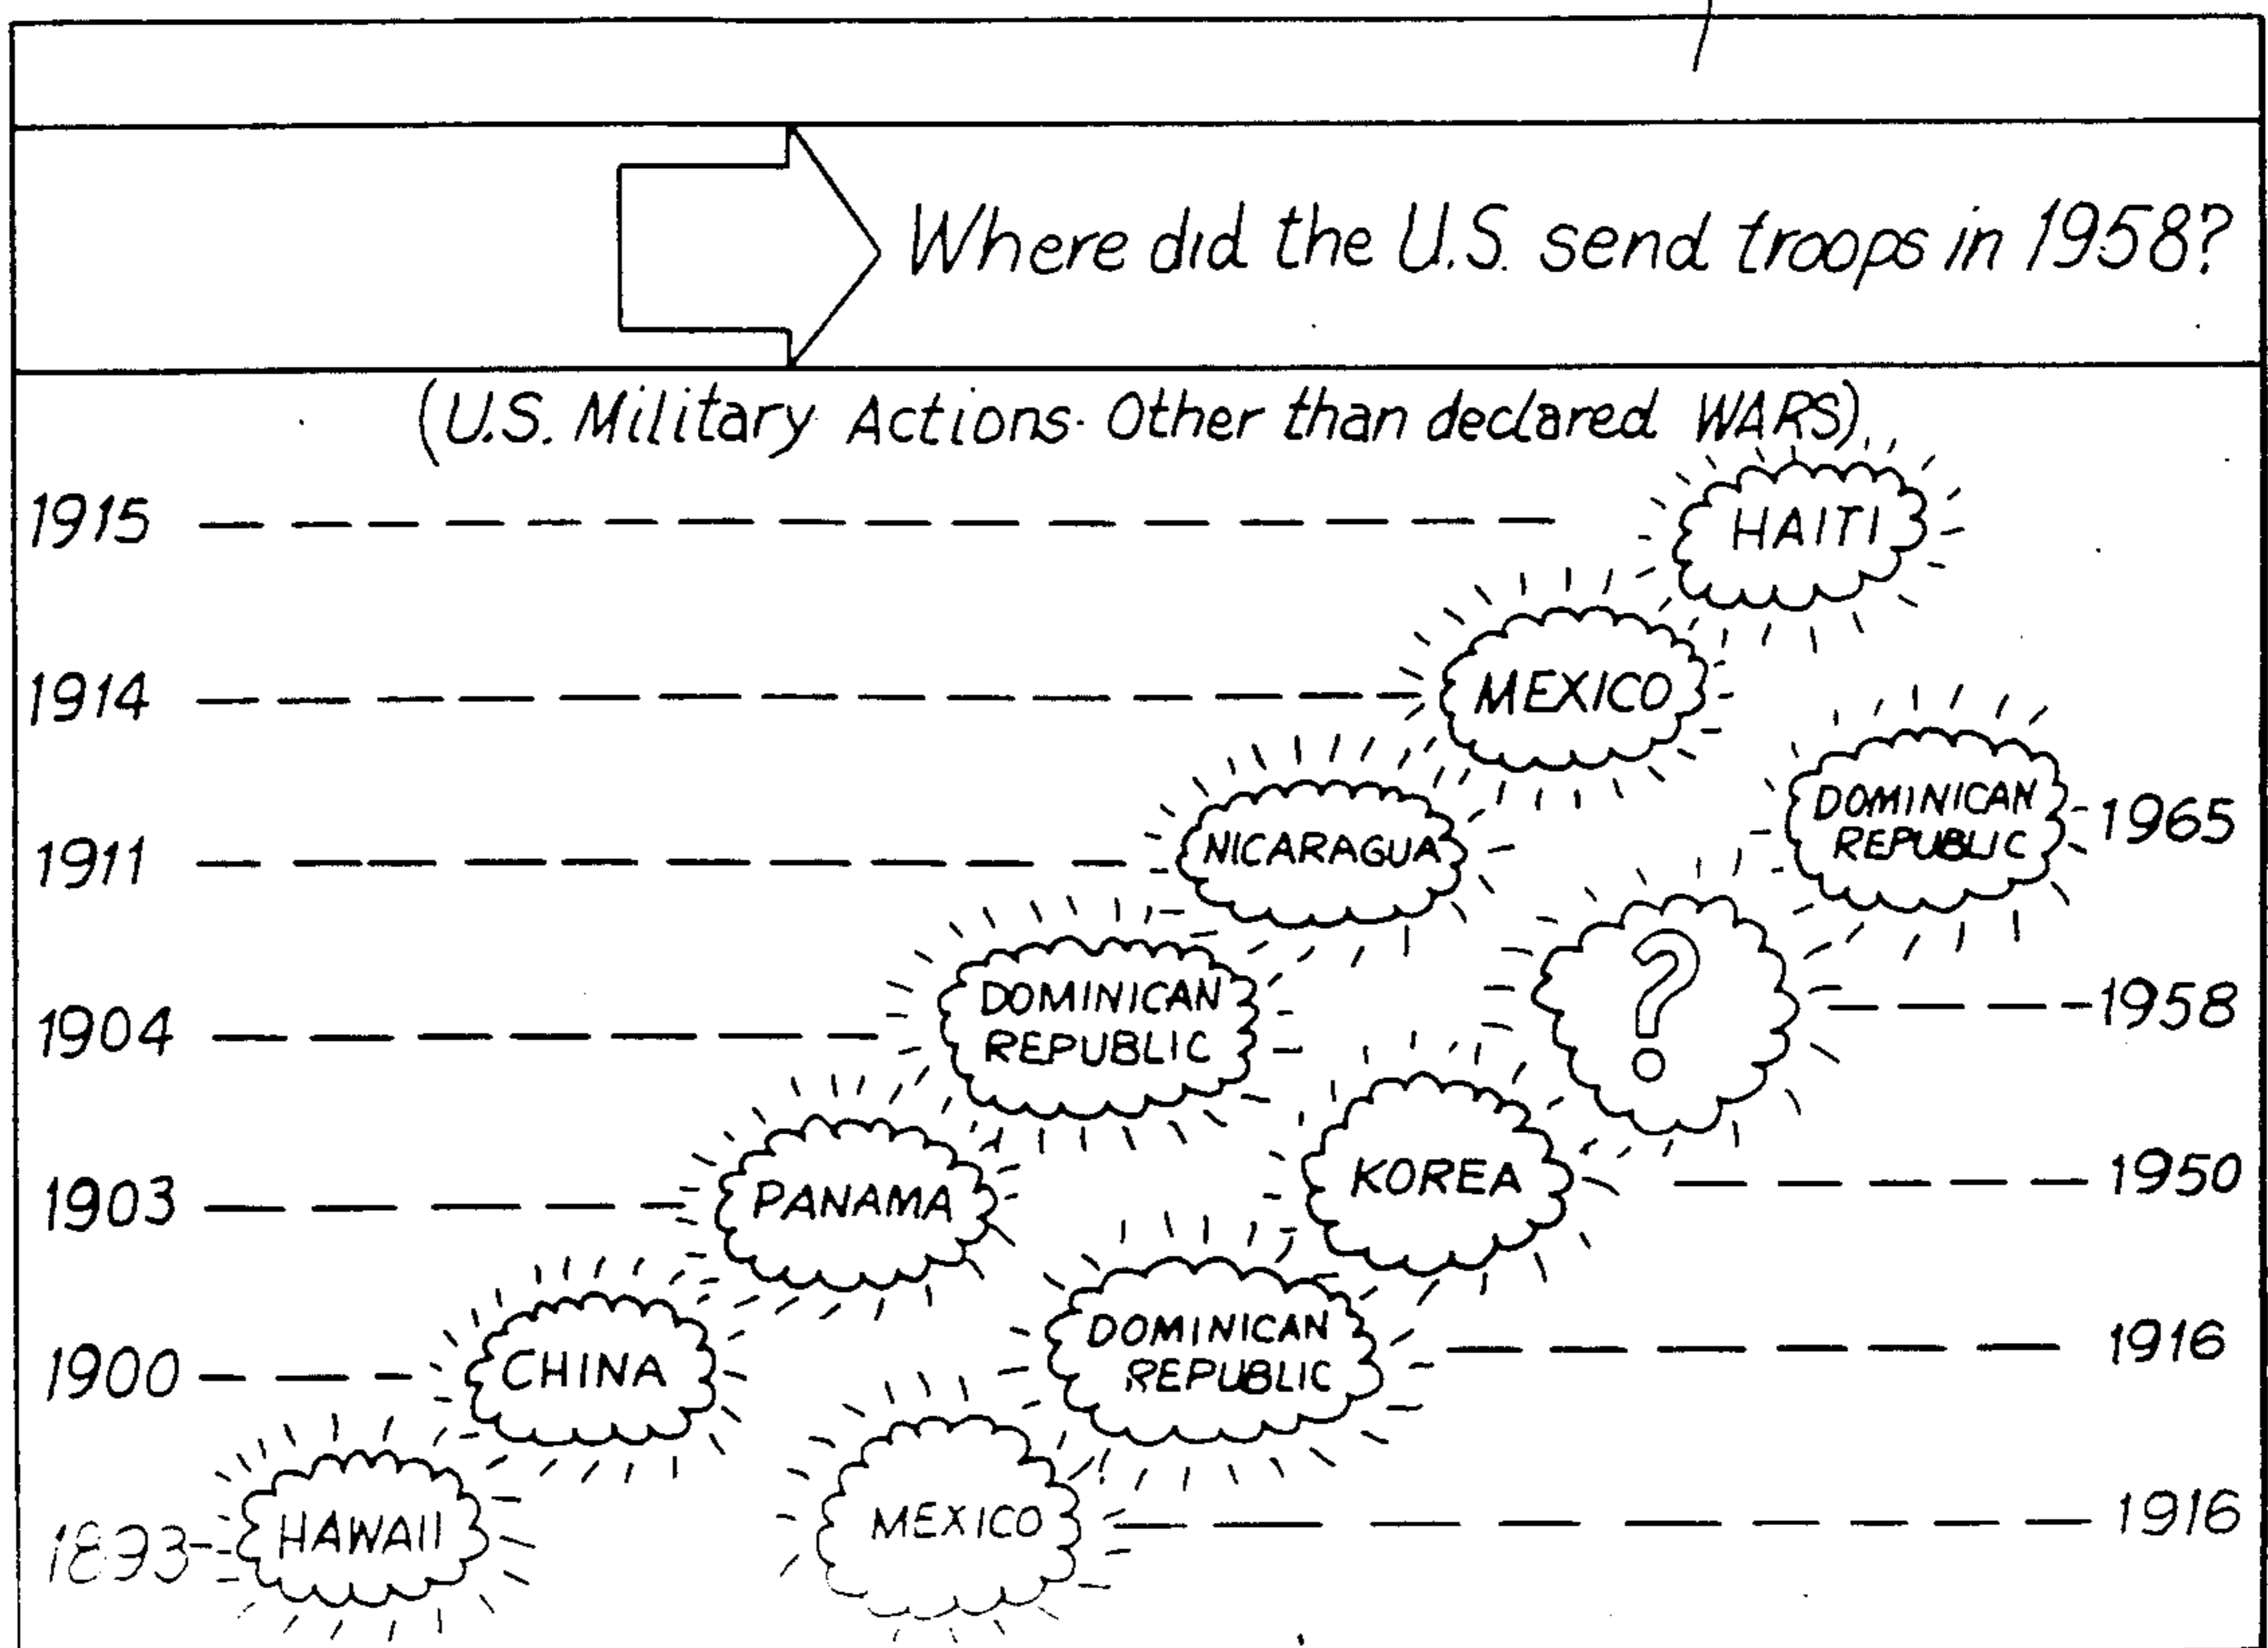 Where did the U.S. send troops in 1958?
(U.S. Military Actions- Other than declared WARS)
1915 HAITI
1914 MEXICO
1911 NICARAGUA
DOMINICAN
REPUBLIC 1965
1904 DOMINICAN
REPUBLIC
? 1958
1903 PANAMA
KOREA 1950
1900 CHINA
DOMINICAN
REPUBLIC 1916
1893 HAWAII
MEXICO 1916